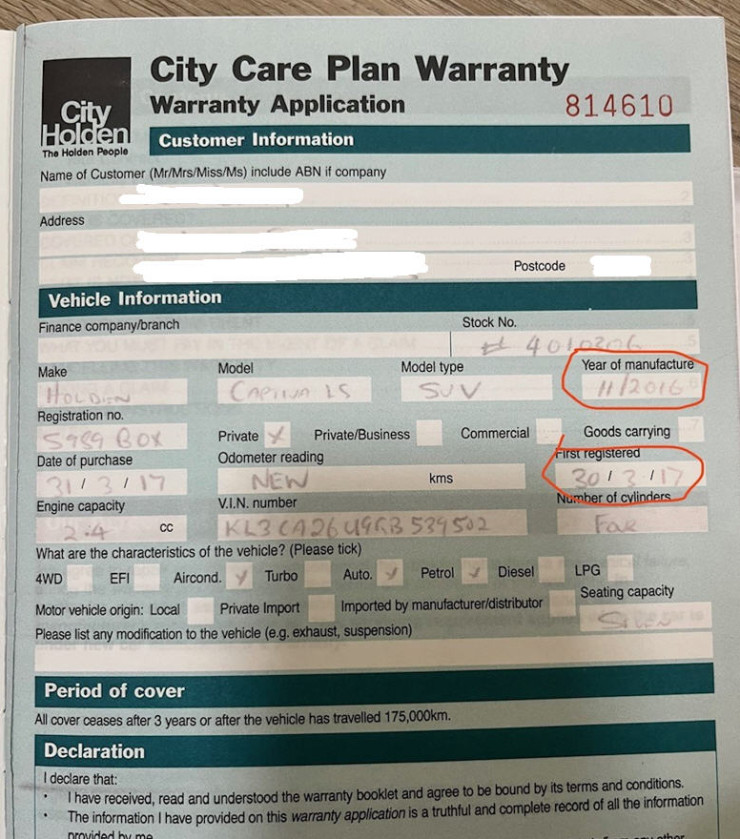 City Care Plan Warranty
City
Holden
The Holden People
Warranty Application
814610
Customer Information
Name of Customer (Mr/Mrs/Miss/Ms) include ABN if company
Address
Postcode
Vehicle Information
Finance company/branch Stock No.
# 4010206
Make Model Model type Year of manufacture
HOLDEN CAPTIVA LS SUV 11/2016
Registration no.
S989 BOX Private X Private/Business Commercial Goods carrying
Date of purchase Odometer reading First registered
31 / 3 / 17 NEW kms 30 / 3 / 17
Engine capacity V.I.N. number Number of cylinders
2.4 cc
What are the characteristics of the vehicle? (Please tick)
4WD EFI Aircond. ✓ Turbo Auto. ✓ Petrol ✓ Diesel LPG
Seating capacity
Motor vehicle origin: Local Private Import Imported by manufacturer/distributor
Please list any modification to the vehicle (e.g. exhaust, suspension)
Period of cover
All cover ceases after 3 years or after the vehicle has travelled 175,000km.
Declaration
I declare that:
• I have received, read and understood the warranty booklet and agree to be bound by its terms and conditions.
• The information I have provided on this warranty application is a truthful and complete record of all the information
provided by me